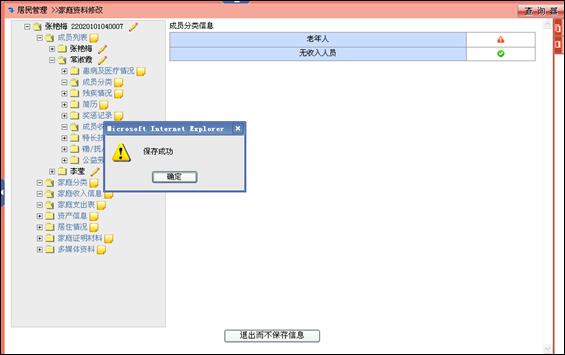 居民管理 >>家庭资料修改
查 询 器
张艳梅 22020101040007
成员列表
张艳梅
常淑霞
患病及医疗情况
成员分类
残疾情况
简历
奖惩记录
成员收
特长技
赡/抚/
公益劳
李莹
家庭分类
家庭收入信息
家庭支出表
资产信息
居住情况
家庭证明材料
多媒体资料
成员分类信息
老年人
无收入人员
Microsoft Internet Explorer
保存成功
确定
退出而不保存信息